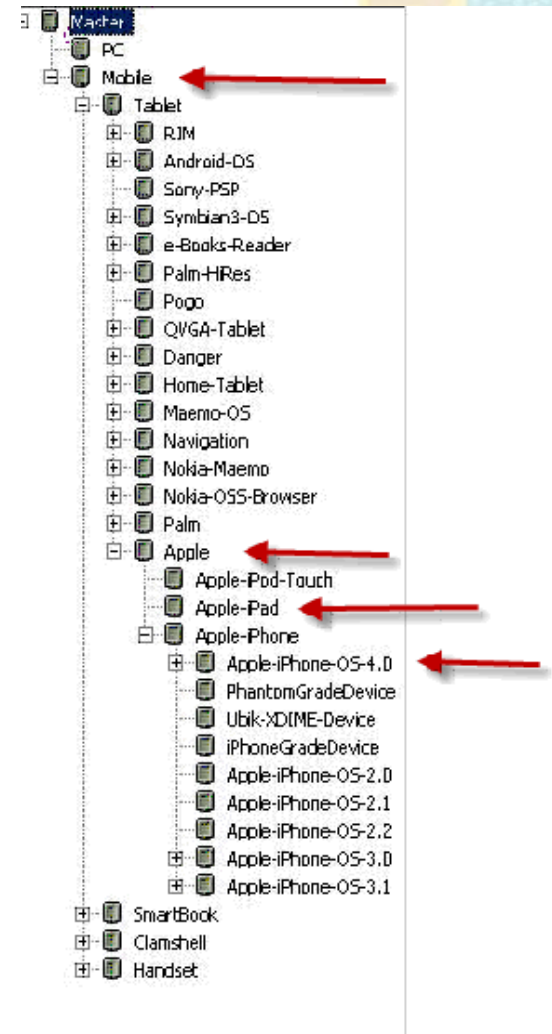 Master
PC
Mobile
Tablet
RIM
Android-OS
Sony-PSP
Symbian3-OS
e-Books-Reader
Palm-HiRes
Pogo
QVGA-Tablet
Danger
Home-Tablet
Maemo-OS
Navigation
Nokia-Maemo
Nokia-OSS-Browser
Palm
Apple
Apple-iPod-Touch
Apple-iPad
Apple-iPhone
Apple-iPhone-OS-4.0
PhantomGradeDevice
Ubik-XDIME-Device
iPhoneGradeDevice
Apple-iPhone-OS-2.0
Apple-iPhone-OS-2.1
Apple-iPhone-OS-2.2
Apple-iPhone-OS-3.0
Apple-iPhone-OS-3.1
SmartBook
Clamshell
Handset